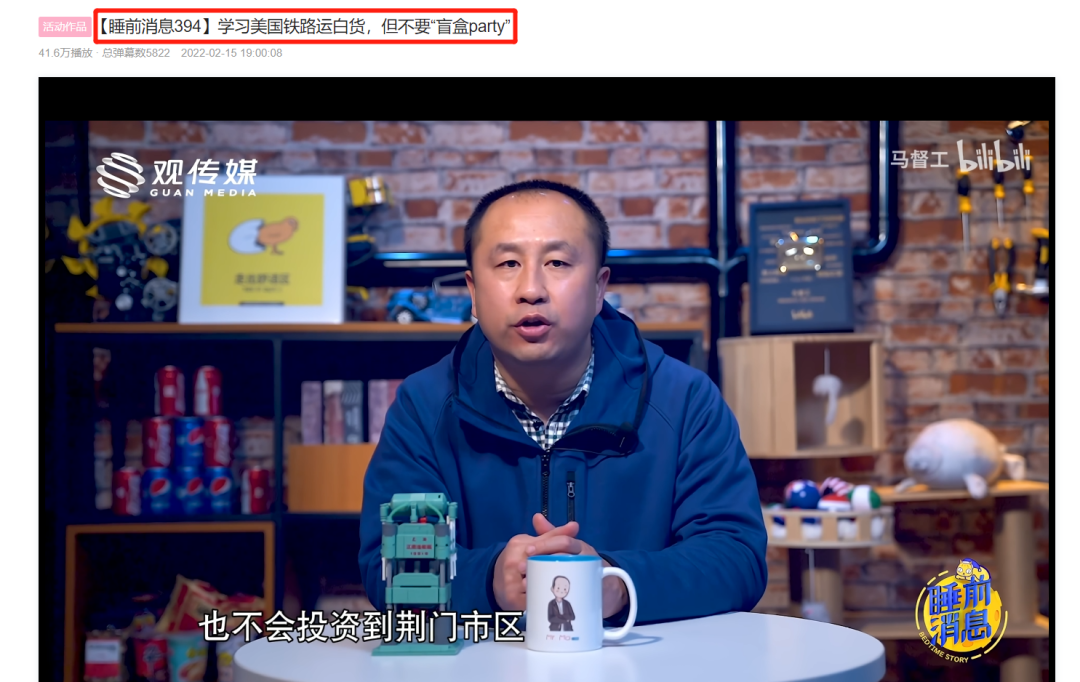 活动作品 【睡前消息394】学习美国铁路运白货，但不要“盲盒party”
41.6万播放 · 总弹幕数5822 2022-02-15 19:00:08
观传媒
GUAN MEDIA
马督工 bilibili
也不会投资到荆门市区
睡前
消息
BEDTIME STORY